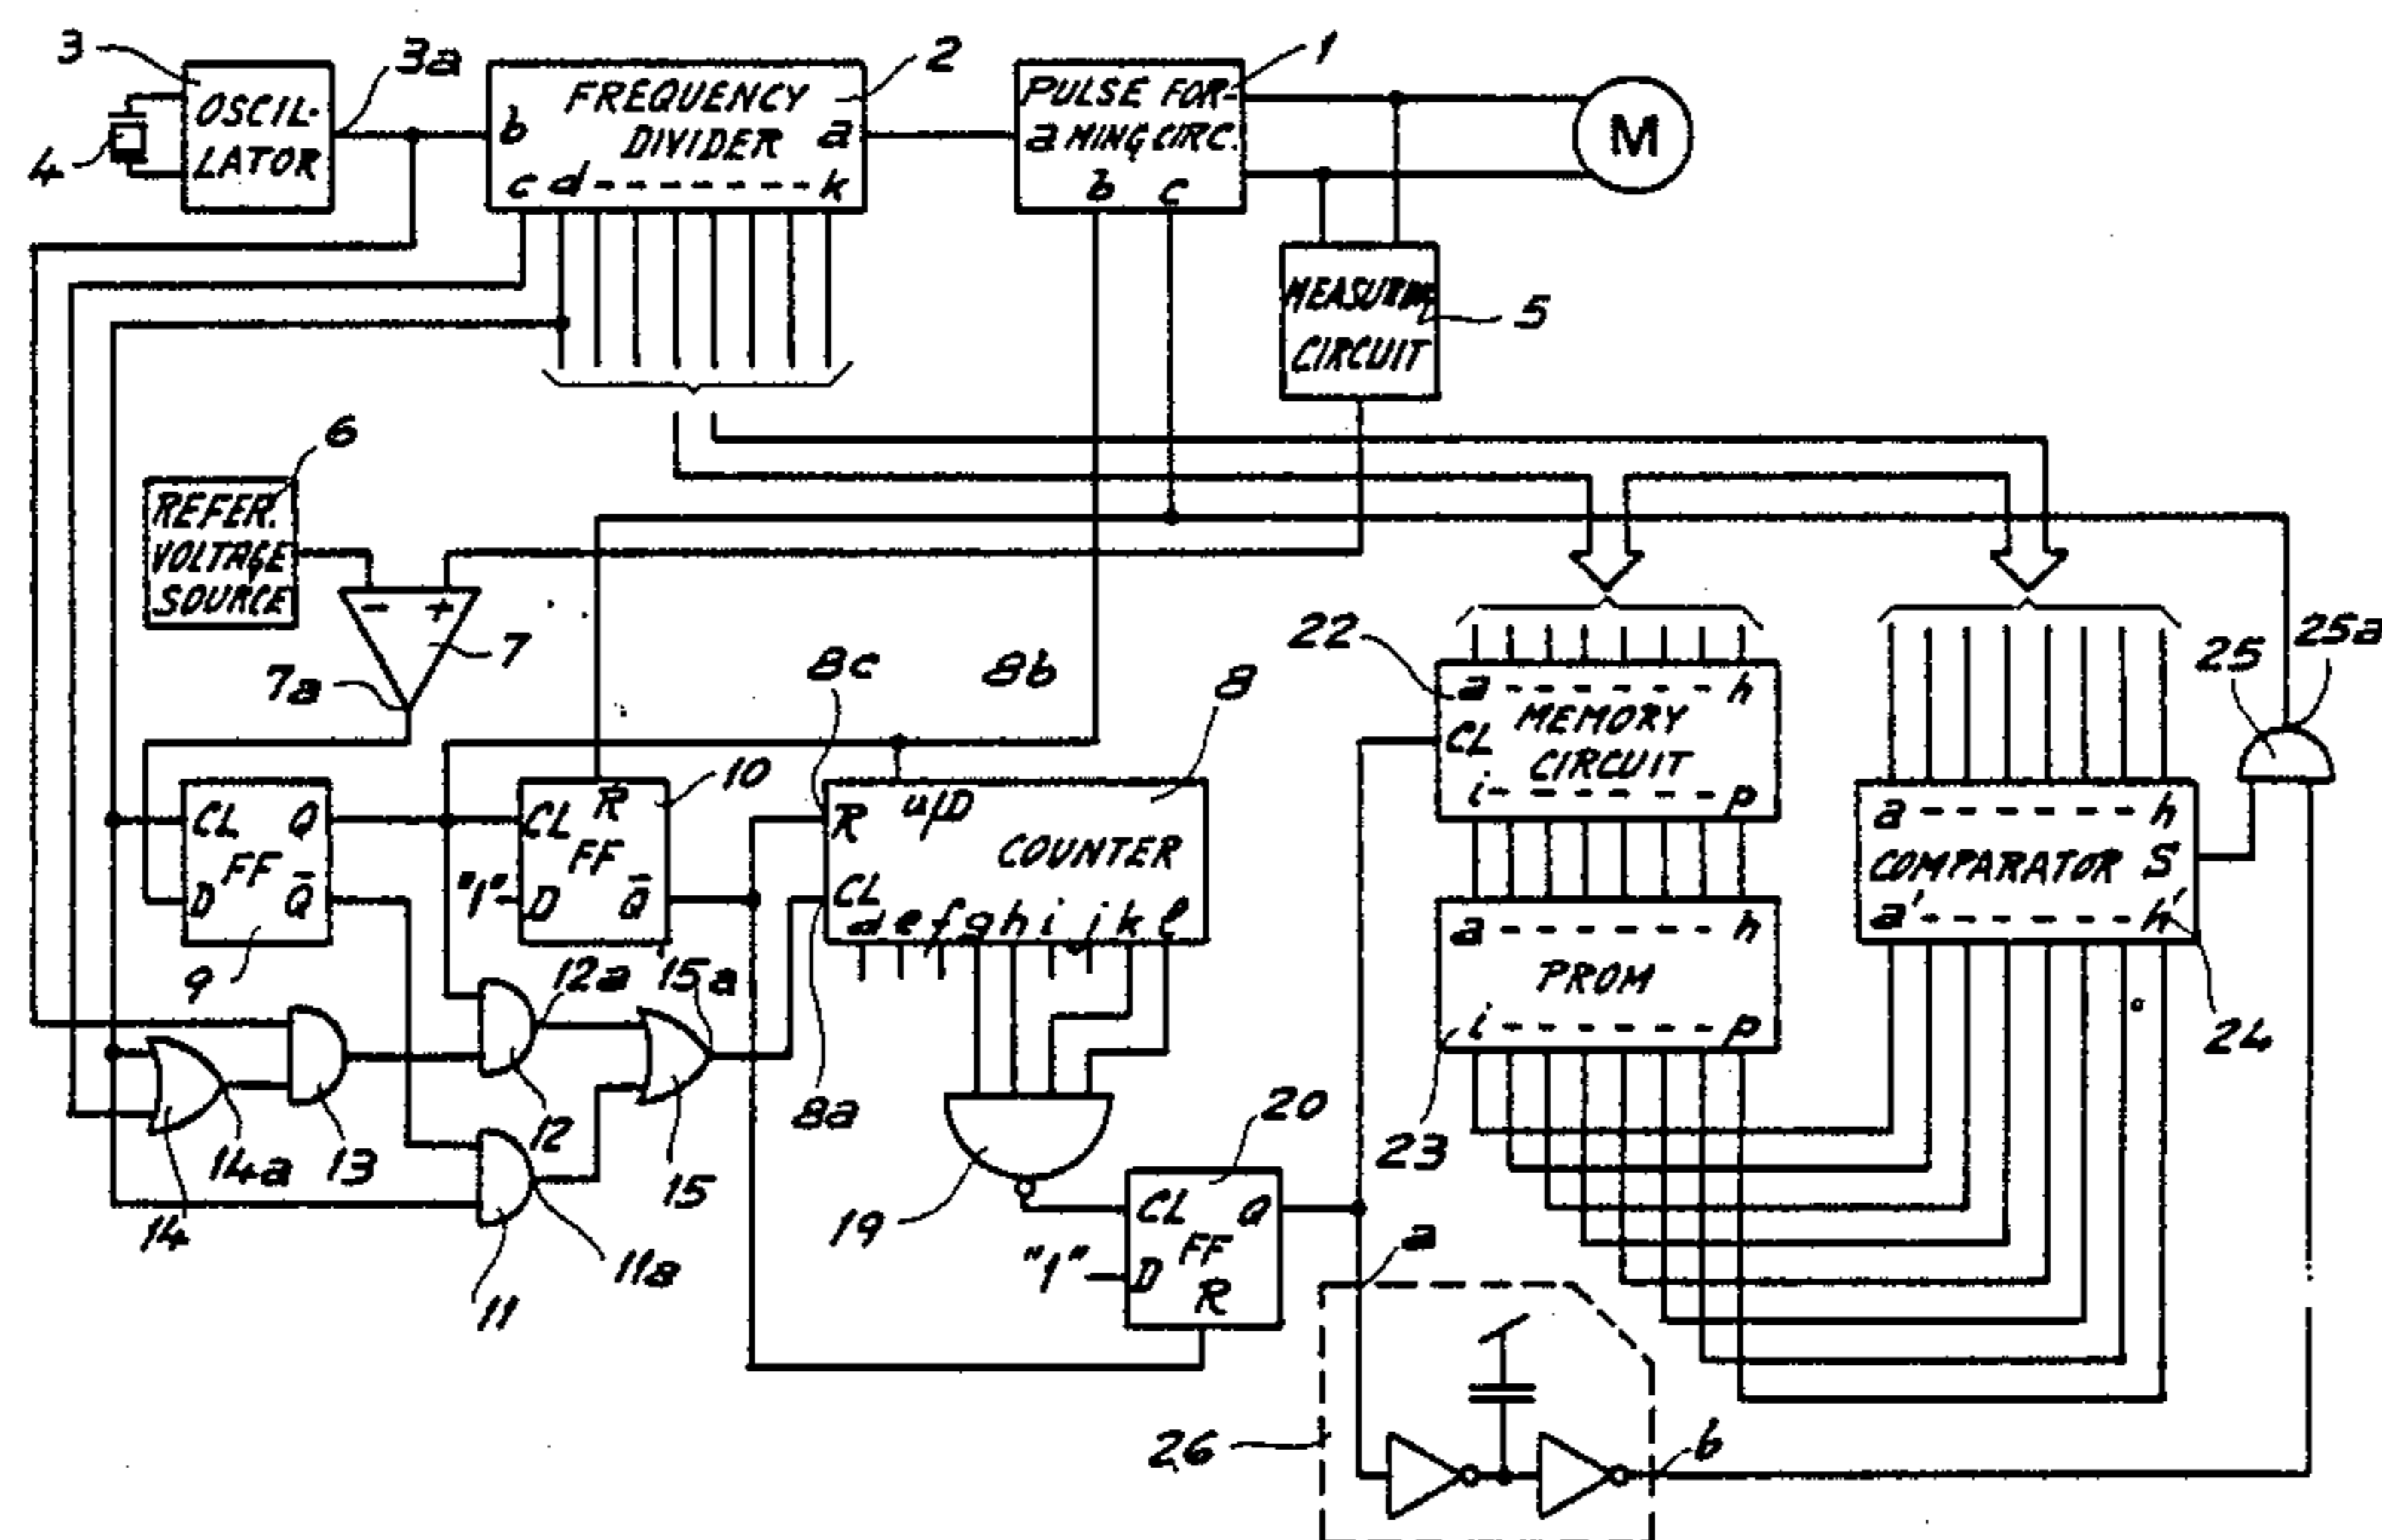 3
OSCIL-
LATOR
4
3a
FREQUENCY
DIVIDER
b
a
c d - - - - - - k
2
PULSE FOR-
a MING CIRC.
b c
1
M
MEASURING
CIRCUIT
5
6
REFER.
VOLTAGE
SOURCE
- +
7
7a
8c
8b
8
22
a - - - - - - h
MEMORY
CL
CIRCUIT
i - - - - - - p
25
25a
10
CL Q
FF
D Q̅
9
R̅
CL
FF
"1" D Q̅
R
u/D
COUNTER
CL
d e f g h i j k l
a - - - - - - h
COMPARATOR S
a' - - - - - - h'
24
a - - - - - - h
PROM
i - - - - - - p
23
12a
15a
12
13
14a
14
11
11a
15
8a
19
20
CL Q
FF
"1" D
R
a
26
b